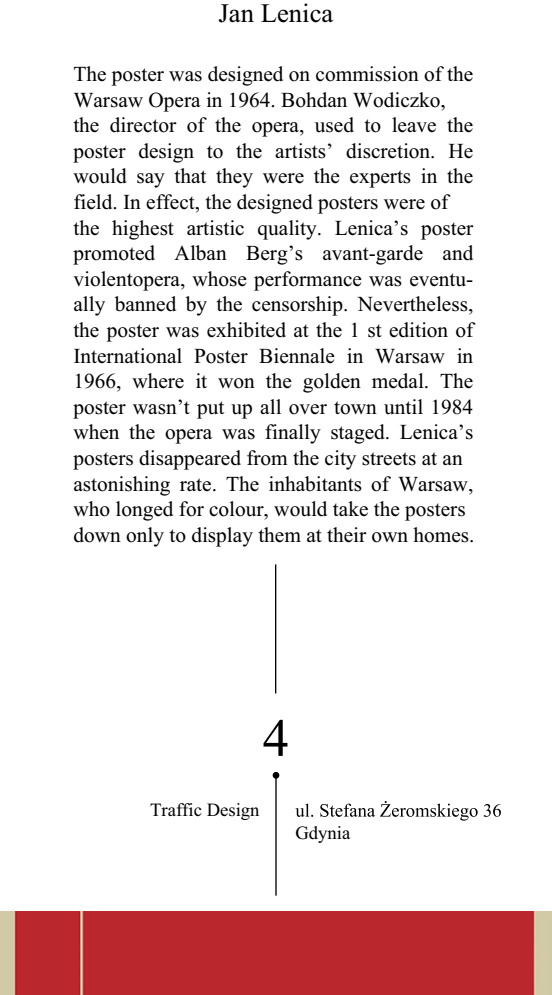 Jan Lenica
The poster was designed on commission of the
Warsaw Opera in 1964. Bohdan Wodiczko,
the director of the opera, used to leave the
poster design to the artists’ discretion. He
would say that they were the experts in the
field. In effect, the designed posters were of
the highest artistic quality. Lenica’s poster
promoted Alban Berg’s avant-garde and
violentopera, whose performance was eventu-
ally banned by the censorship. Nevertheless,
the poster was exhibited at the 1 st edition of
International Poster Biennale in Warsaw in
1966, where it won the golden medal. The
poster wasn’t put up all over town until 1984
when the opera was finally staged. Lenica’s
posters disappeared from the city streets at an
astonishing rate. The inhabitants of Warsaw,
who longed for colour, would take the posters
down only to display them at their own homes.
4
Traffic Design
ul. Stefana Żeromskiego 36
Gdynia